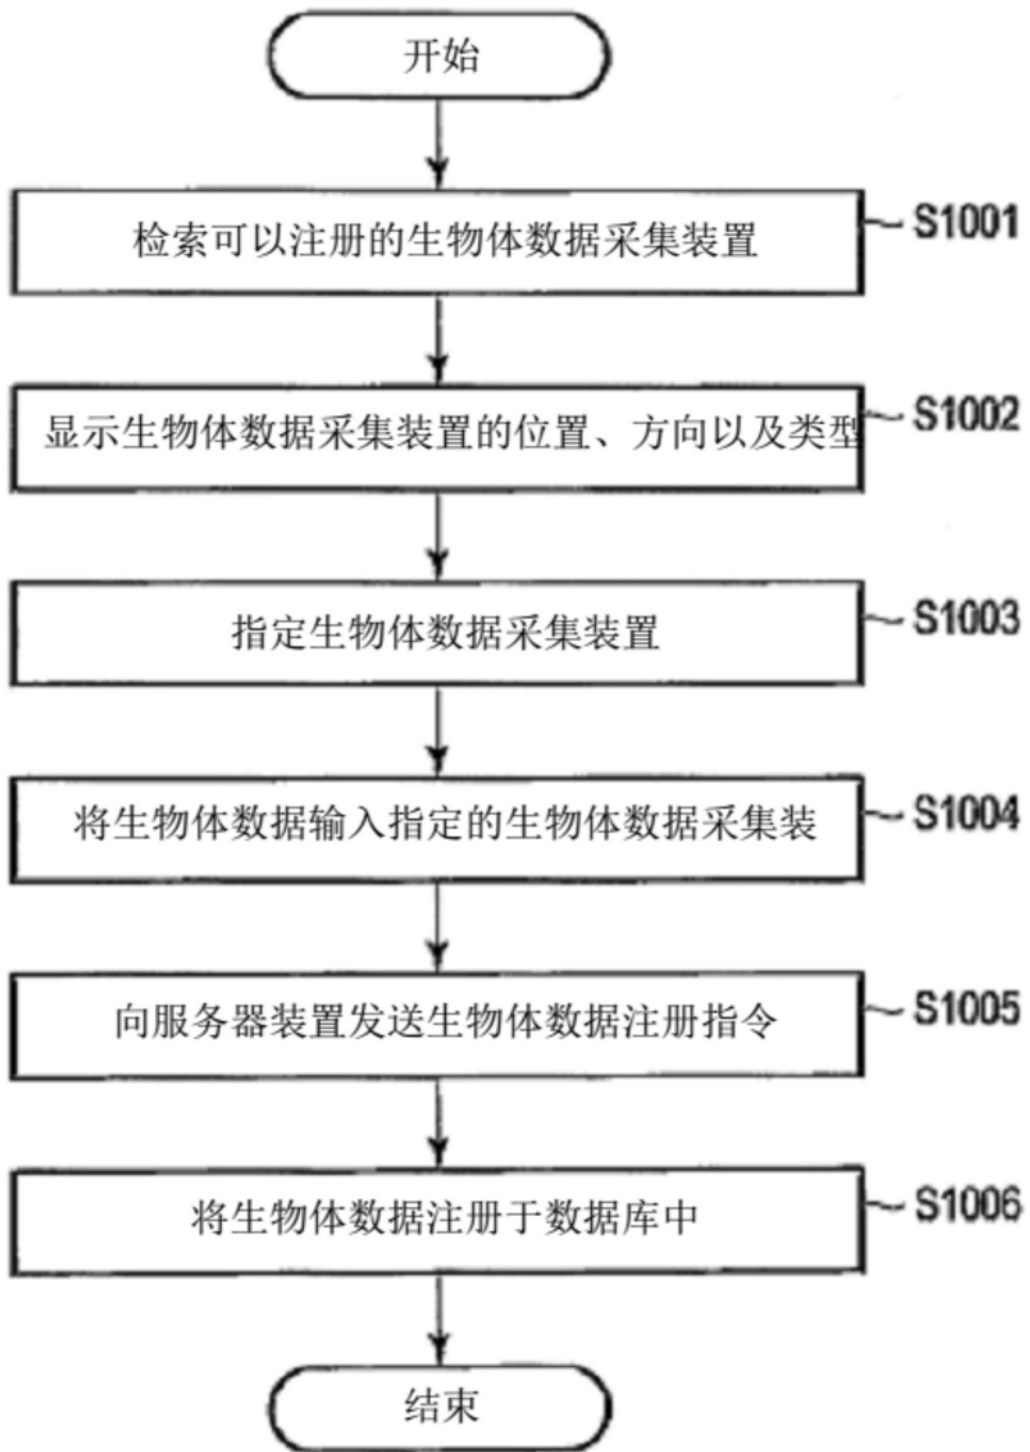 开始
检索可以注册的生物体数据采集装置
S1001
显示生物体数据采集装置的位置、方向以及类型
S1002
指定生物体数据采集装置
S1003
将生物体数据输入指定的生物体数据采集装
S1004
向服务器装置发送生物体数据注册指令
S1005
将生物体数据注册于数据库中
S1006
结束